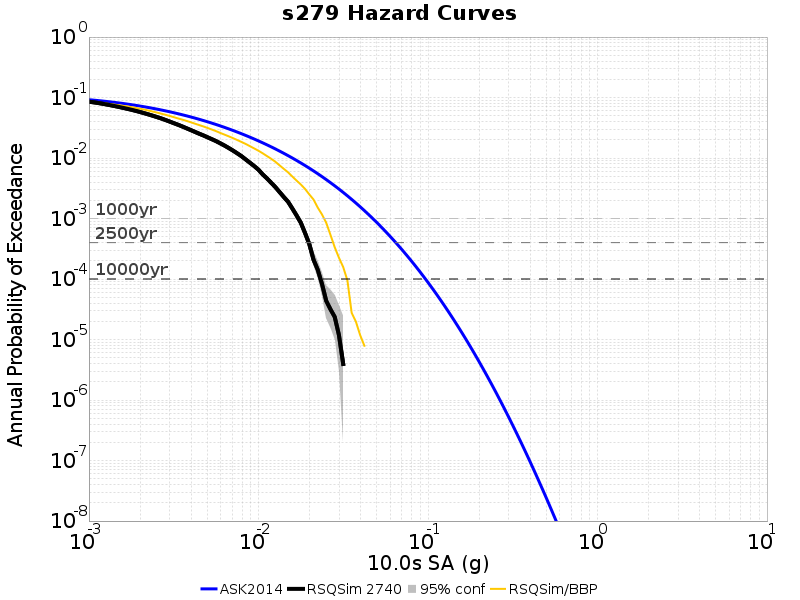 s279 Hazard Curves
10^0
10^-1
10^-2
10^-3
10^-4
10^-5
10^-6
10^-7
10^-8
Annual Probability of Exceedance
1000yr
2500yr
10000yr
10^-3 10^-2 10^-1 10^0 10^1
10.0s SA (g)
ASK2014 RSQSim 2740 95% conf RSQSim/BBP